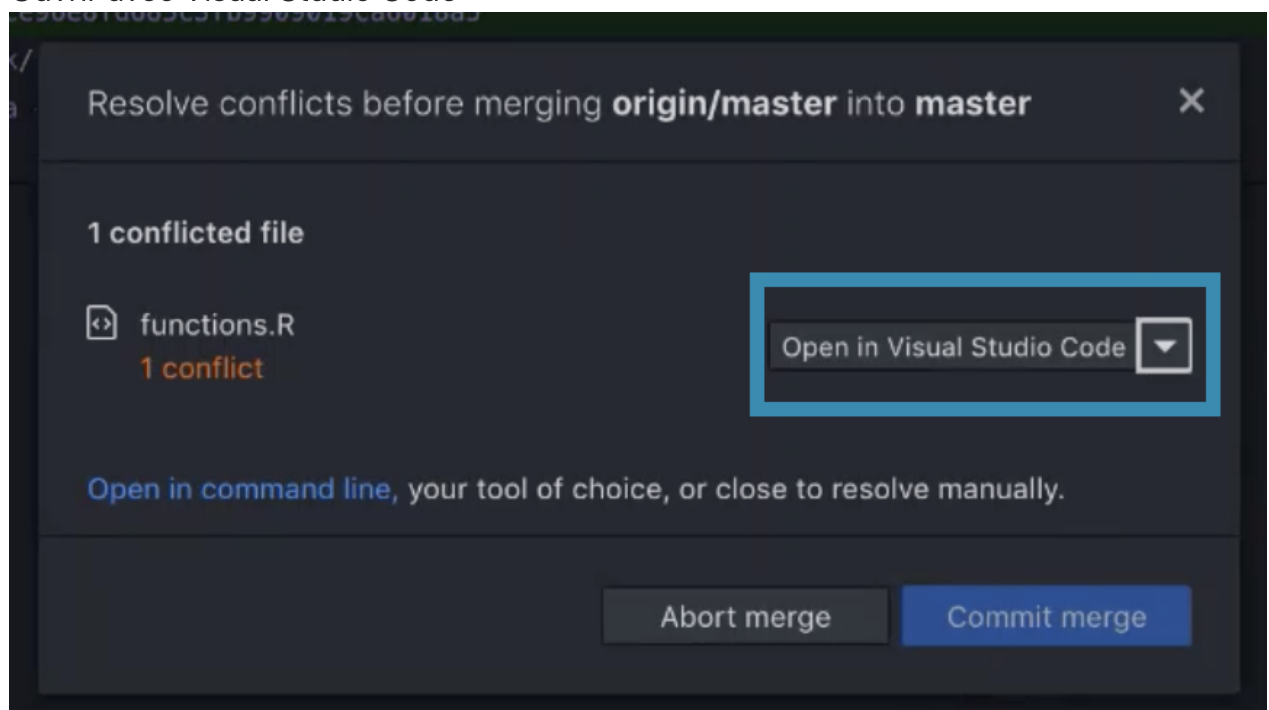 Resolve conflicts before merging origin/master into master
1 conflicted file
functions.R
1 conflict
Open in Visual Studio Code
Open in command line, your tool of choice, or close to resolve manually.
Abort merge
Commit merge